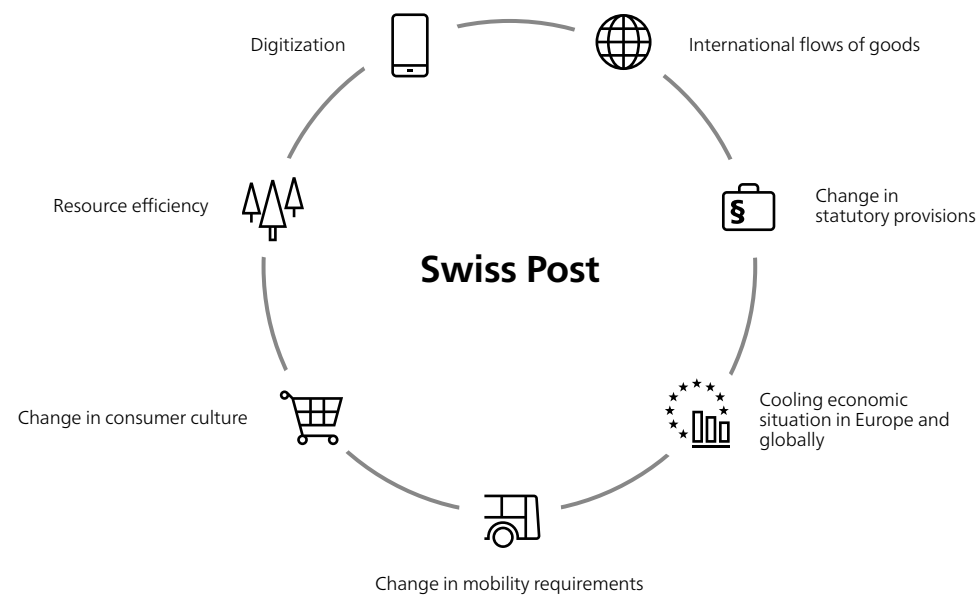 Digitization
International flows of goods
Resource efficiency
Change in
statutory provisions
§
Swiss Post
Change in consumer culture
Cooling economic
situation in Europe and
globally
Change in mobility requirements